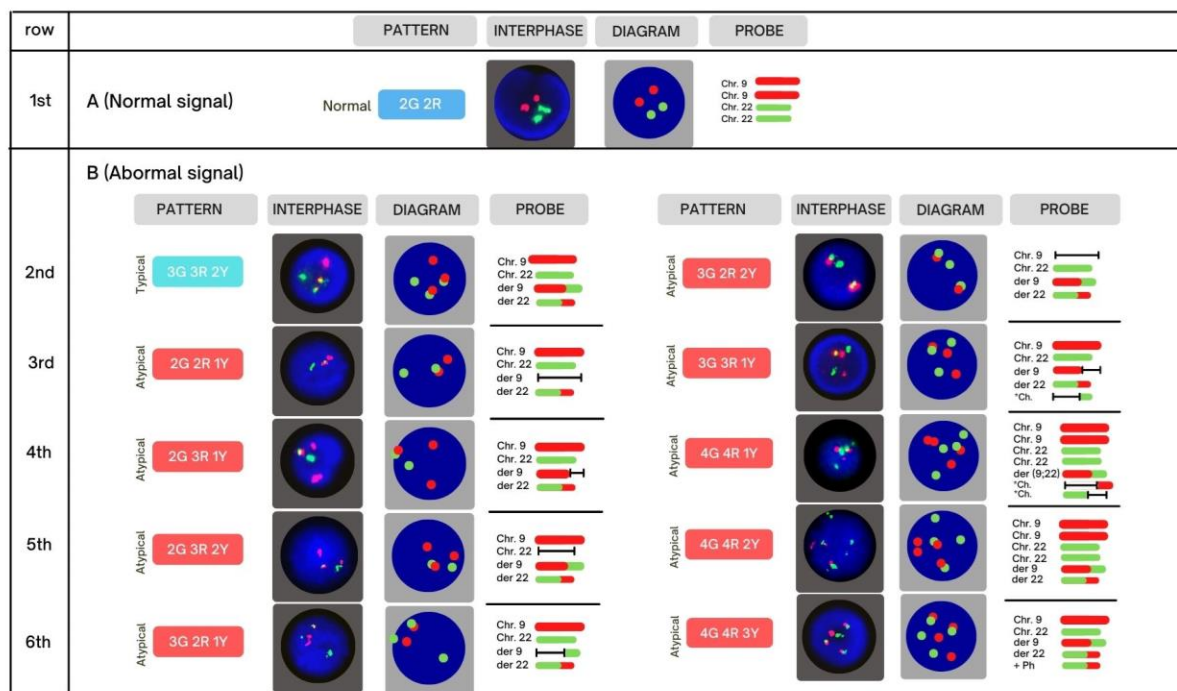 row
PATTERN INTERPHASE DIAGRAM PROBE
1st
A (Normal signal)
Normal 2G 2R
Chr. 9
Chr. 9
Chr. 22
Chr. 22
B (Abormal signal)
PATTERN INTERPHASE DIAGRAM PROBE
PATTERN INTERPHASE DIAGRAM PROBE
2nd
Typical 3G 3R 2Y
Chr. 9
Chr. 22
der 9
der 22
Atypical 3G 2R 2Y
Chr. 9
Chr. 22
der 9
der 22
3rd
Atypical 2G 2R 1Y
Chr. 9
Chr. 22
der 9
der 22
Atypical 3G 3R 1Y
Chr. 9
Chr. 22
der 9
der 22
*Ch.
4th
Atypical 2G 3R 1Y
Chr. 9
Chr. 22
der 9
der 22
Atypical 4G 4R 1Y
Chr. 9
Chr. 9
Chr. 22
Chr. 22
der (9;22)
*Ch.
*Ch.
5th
Atypical 2G 3R 2Y
Chr. 9
Chr. 22
der 9
der 22
Atypical 4G 4R 2Y
Chr. 9
Chr. 9
Chr. 22
Chr. 22
der 9
der 22
6th
Atypical 3G 2R 1Y
Chr. 9
Chr. 22
der 9
der 22
Atypical 4G 4R 3Y
Chr. 9
Chr. 22
der 9
der 22
+ Ph